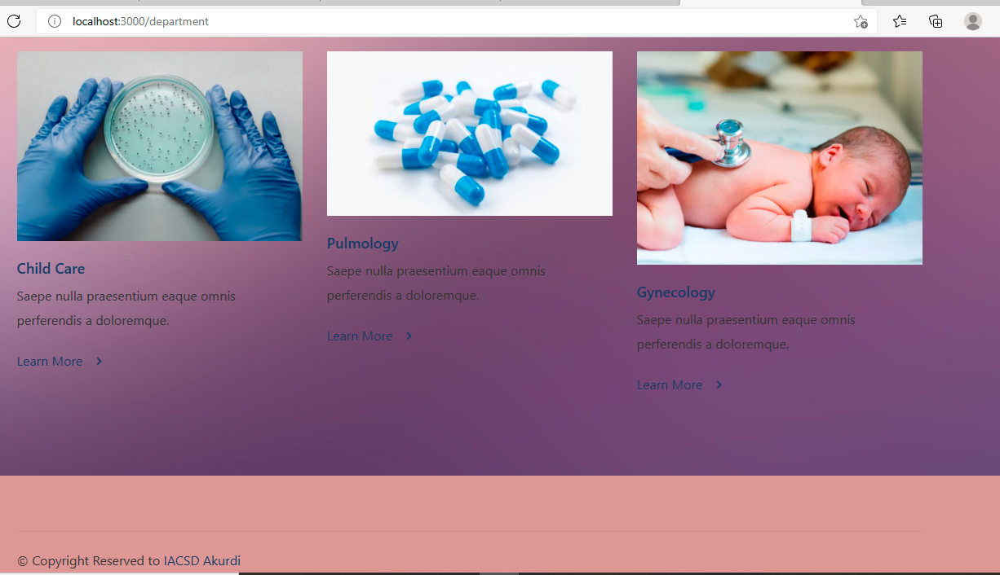 localhost:3000/department
Child Care
Saepe nulla praesentium eaque omnis
perferendis a doloremque.
Learn More
Pulmology
Saepe nulla praesentium eaque omnis
perferendis a doloremque.
Learn More
Gynecology
Saepe nulla praesentium eaque omnis
perferendis a doloremque.
Learn More
© Copyright Reserved to IACSD Akurdi